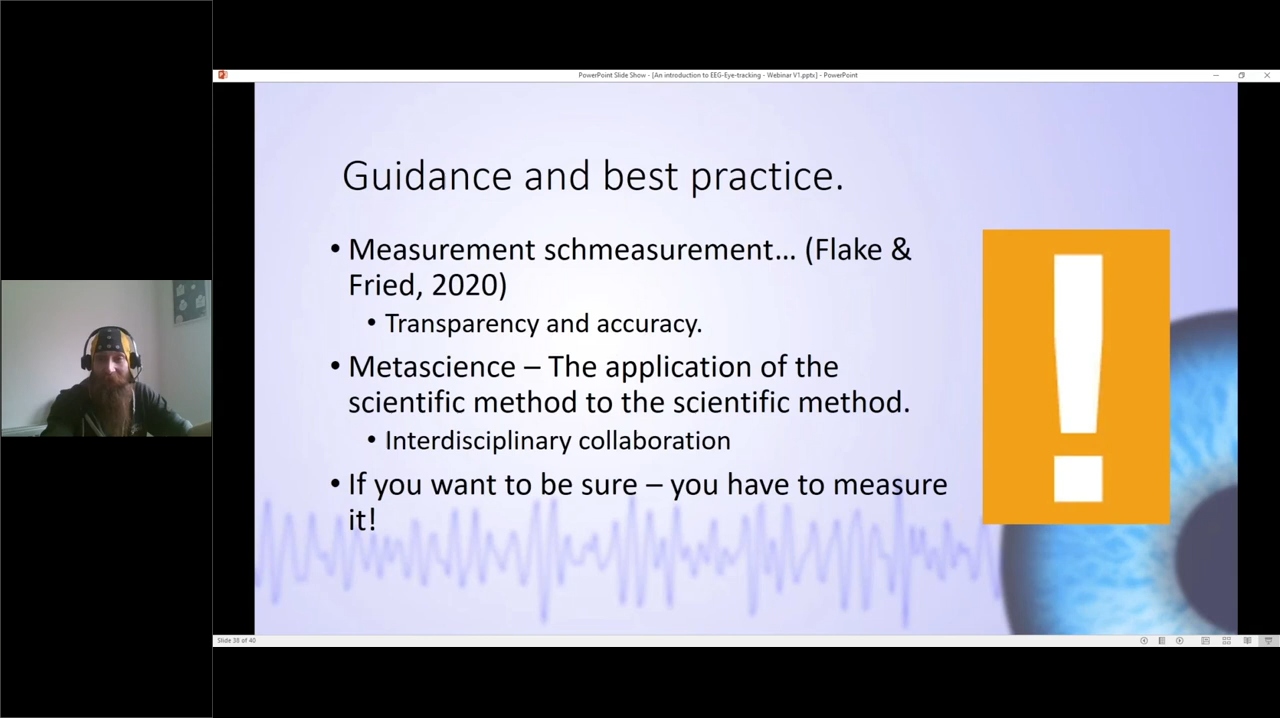 PowerPoint Slide Show - [An introduction to EEG-Eye-tracking - Webinar V1.pptx] - PowerPoint
Guidance and best practice.
• Measurement schmeasurement... (Flake &
Fried, 2020)
• Transparency and accuracy.
• Metascience – The application of the
scientific method to the scientific method.
• Interdisciplinary collaboration
• If you want to be sure – you have to measure
it!
!
Slide 38 of 40